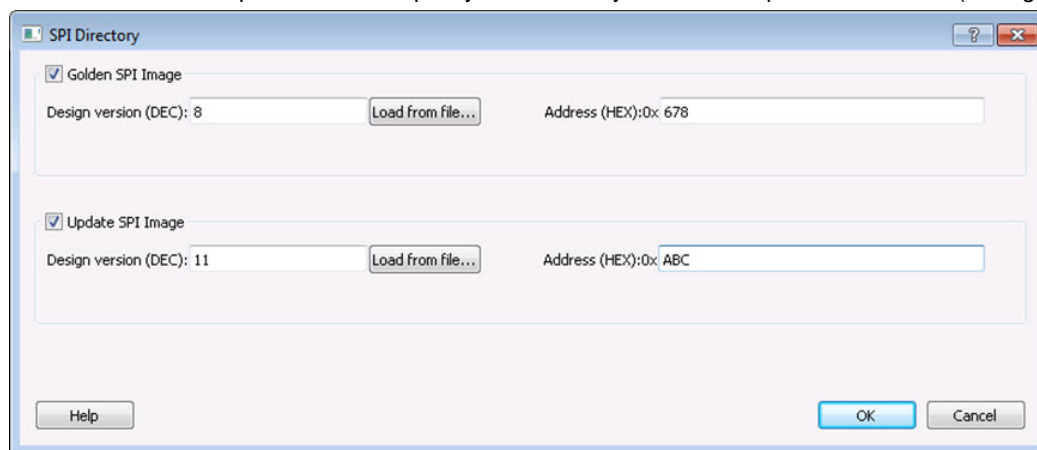 SPI Directory
Golden SPI Image
Design version (DEC): 8 Load from file... Address (HEX):0x 678
Update SPI Image
Design version (DEC): 11 Load from file... Address (HEX):0x ABC
Help OK Cancel